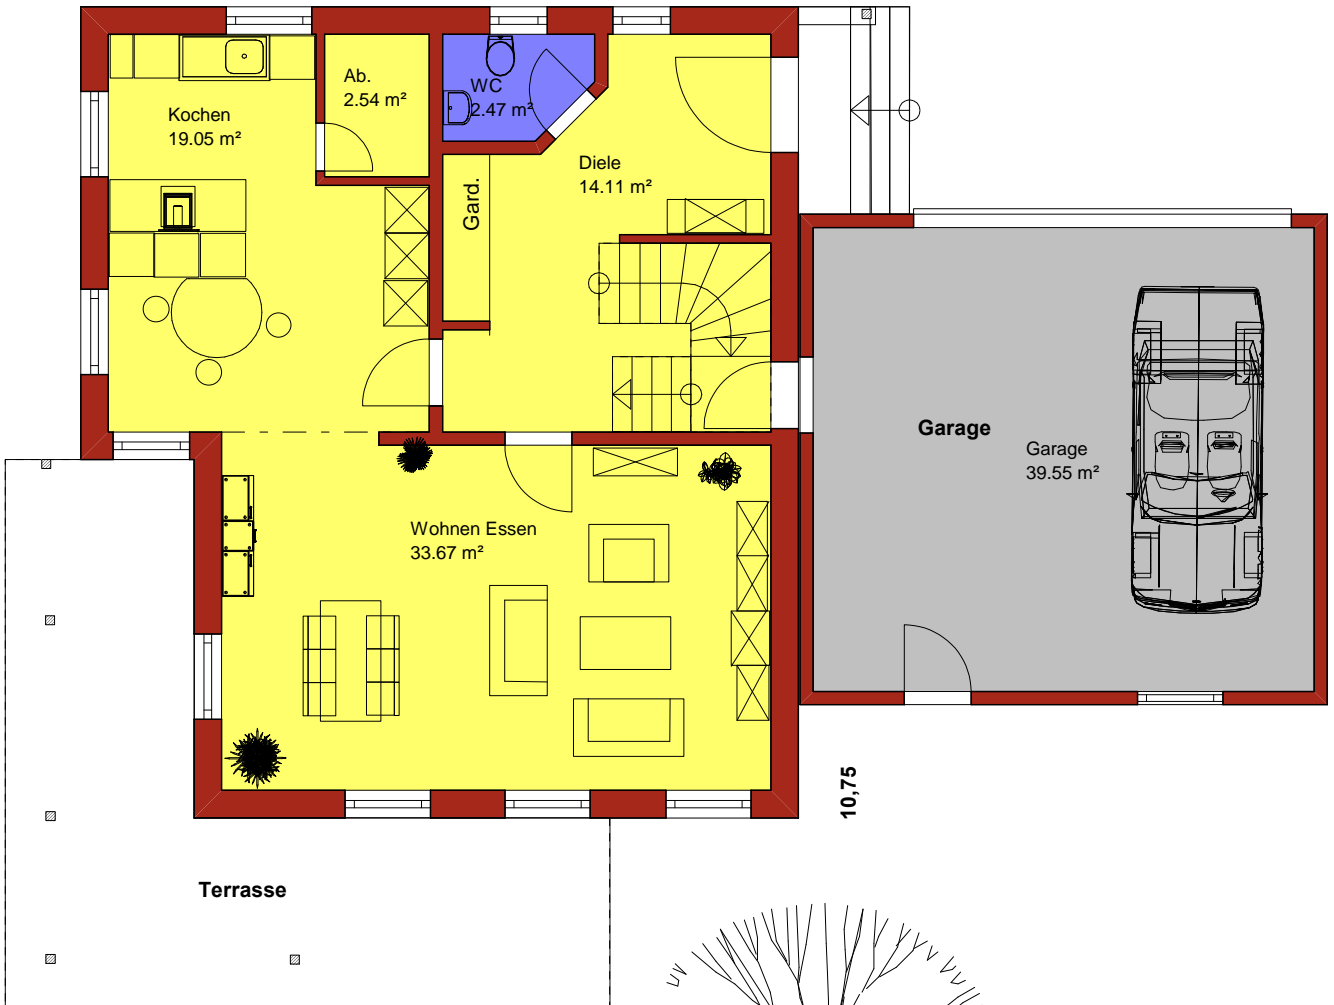 Ab.
2.54 m²
WC
2.47 m²
Kochen
19.05 m²
Diele
14.11 m²
Gard.
Garage
Garage
39.55 m²
Wohnen Essen
33.67 m²
10,75
Terrasse